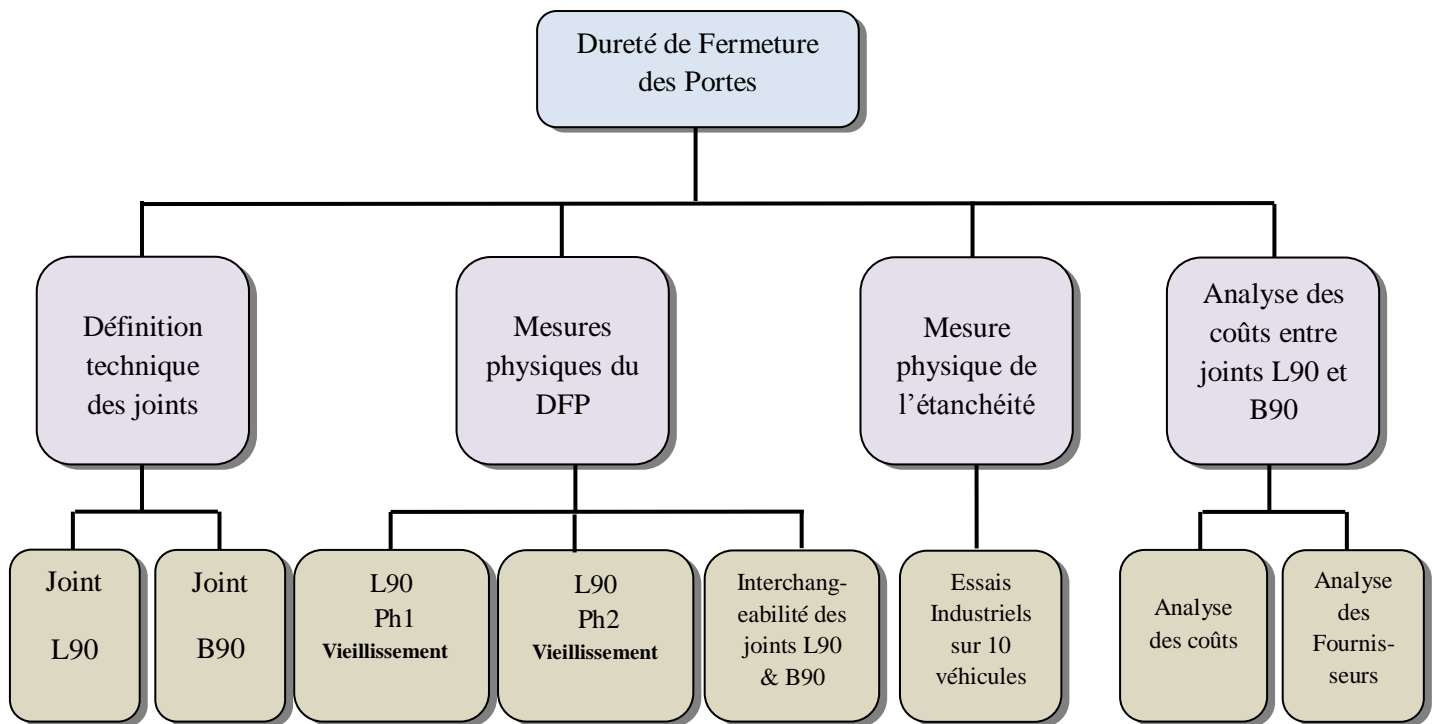 Dureté de Fermeture
des Portes
Définition
technique
des joints
Mesures
physiques du
DFP
Mesure
physique de
l’étanchéité
Analyse des
coûts entre
joints L90 et
B90
Joint
L90
Joint
B90
L90
Ph1
Vieillissement
L90
Ph2
Vieillissement
Interchang-
eabilité des
joints L90
& B90
Essais
Industriels
sur 10
véhicules
Analyse
des coûts
Analyse
des
Fournis-
seurs